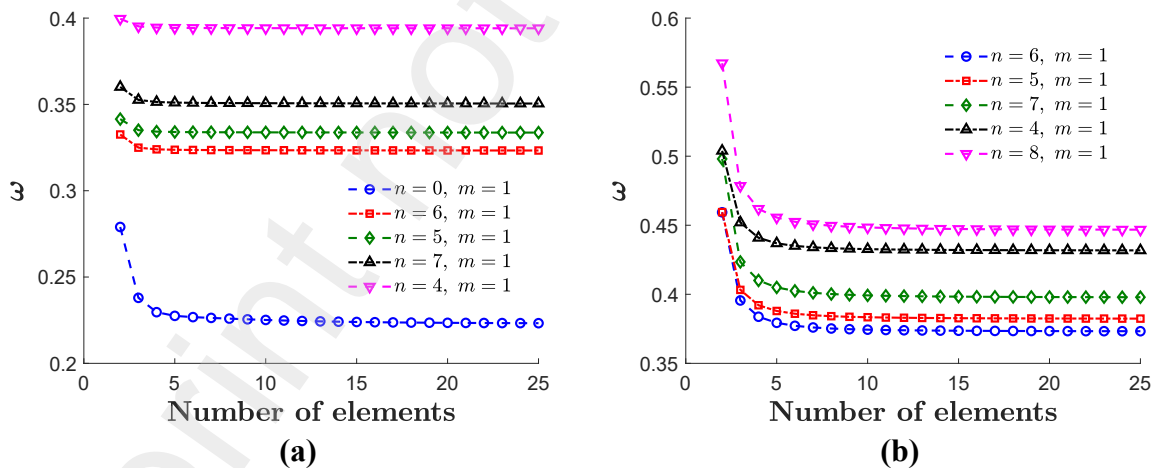 0.4
0.35
0.3
0.25
0.2
ω
n = 0, m = 1
n = 6, m = 1
n = 5, m = 1
n = 7, m = 1
n = 4, m = 1
0 5 10 15 20 25
Number of elements
(a)
0.6
0.55
0.5
0.45
0.4
0.35
ω
n = 6, m = 1
n = 5, m = 1
n = 7, m = 1
n = 4, m = 1
n = 8, m = 1
0 5 10 15 20 25
Number of elements
(b)
print not